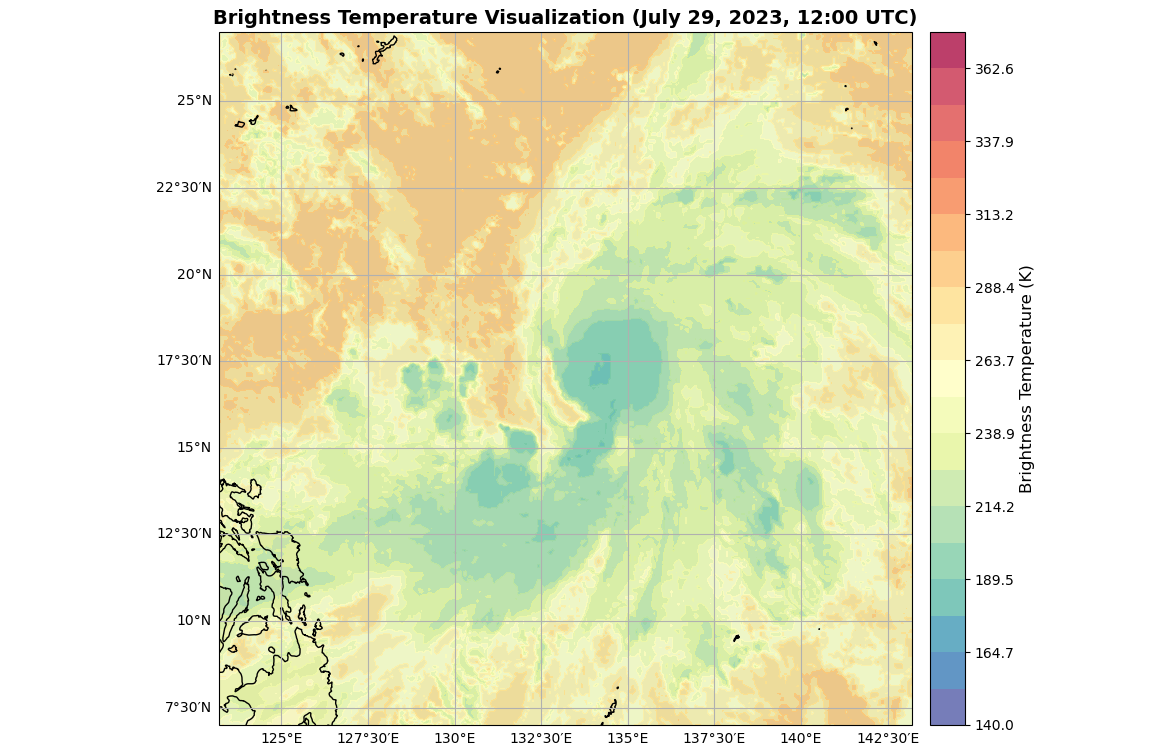 Brightness Temperature Visualization (July 29, 2023, 12:00 UTC)
25°N
22°30′N
20°N
17°30′N
15°N
12°30′N
10°N
7°30′N
125°E
127°30′E
130°E
132°30′E
135°E
137°30′E
140°E
142°30′E
362.6
337.9
313.2
288.4
263.7
238.9
214.2
189.5
164.7
140.0
Brightness Temperature (K)